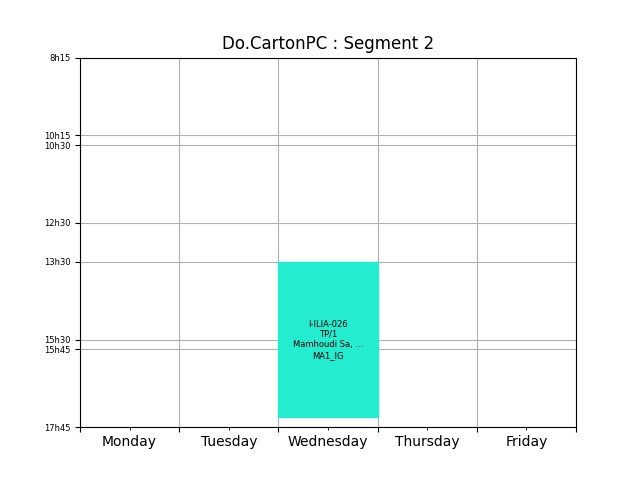 Do.CartonPC : Segment 2
8h15
10h15
10h30
12h30
13h30
15h30
15h45
17h45
I-ILIA-026
TP/1
Mamhoudi Sa, ...
MA1_IG
Monday Tuesday Wednesday Thursday Friday